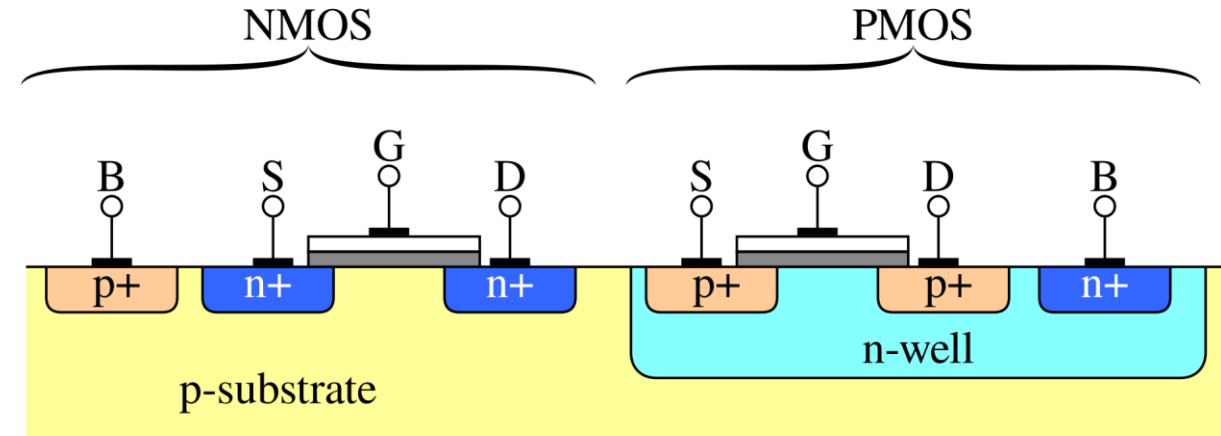 NMOS PMOS
G G
B S D S D B
p+ n+ n+ p+ p+ n+
n-well
p-substrate